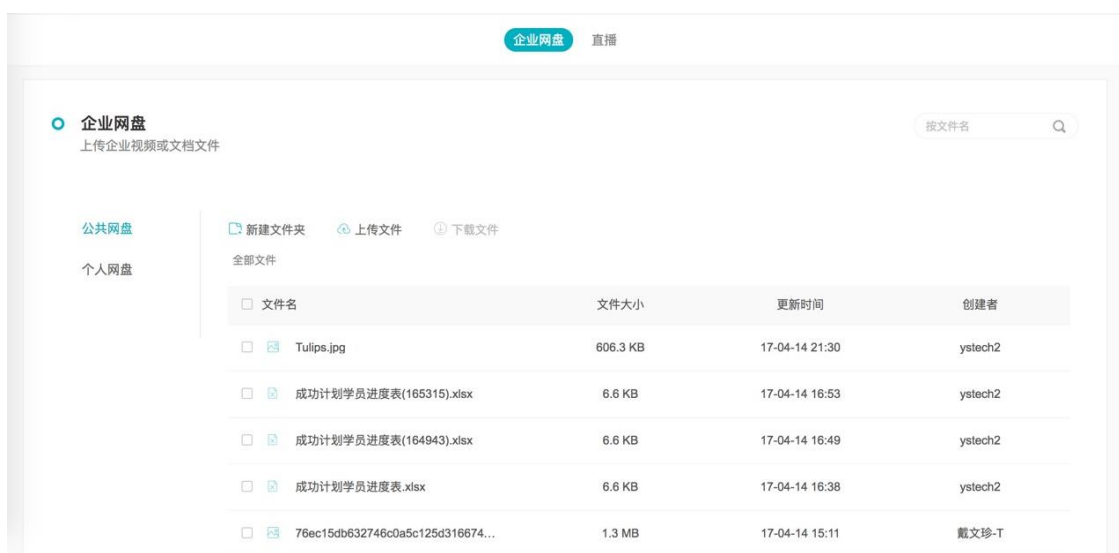 企业网盘 直播
企业网盘
上传企业视频或文档文件
按文件名
公共网盘
个人网盘
新建文件夹 上传文件 下载文件
全部文件
文件名 文件大小 更新时间 创建者
Tulips.jpg 606.3 KB 17-04-14 21:30 ystech2
成功计划学员进度表(165315).xlsx 6.6 KB 17-04-14 16:53 ystech2
成功计划学员进度表(164943).xlsx 6.6 KB 17-04-14 16:49 ystech2
成功计划学员进度表.xlsx 6.6 KB 17-04-14 16:38 ystech2
76ec15db632746c0a5c125d316674... 1.3 MB 17-04-14 15:11 戴文珍-T